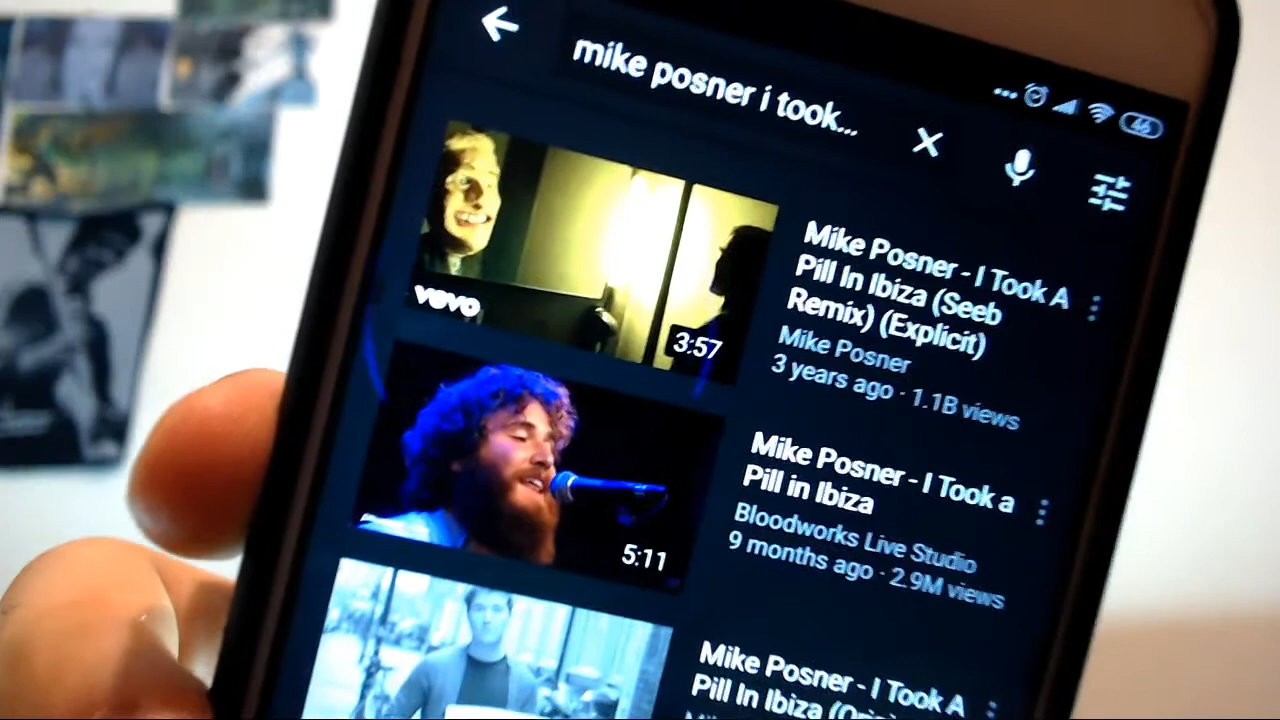 mike posner i took...
46
vevo
3:57
Mike Posner - I Took A
Pill In Ibiza (Seeb
Remix) (Explicit)
Mike Posner
3 years ago · 1.1B views
5:11
Mike Posner - I Took a
Pill in Ibiza
Bloodworks Live Studio
9 months ago · 2.9M views
Mike Posner - I Took A
Pill In Ibiza